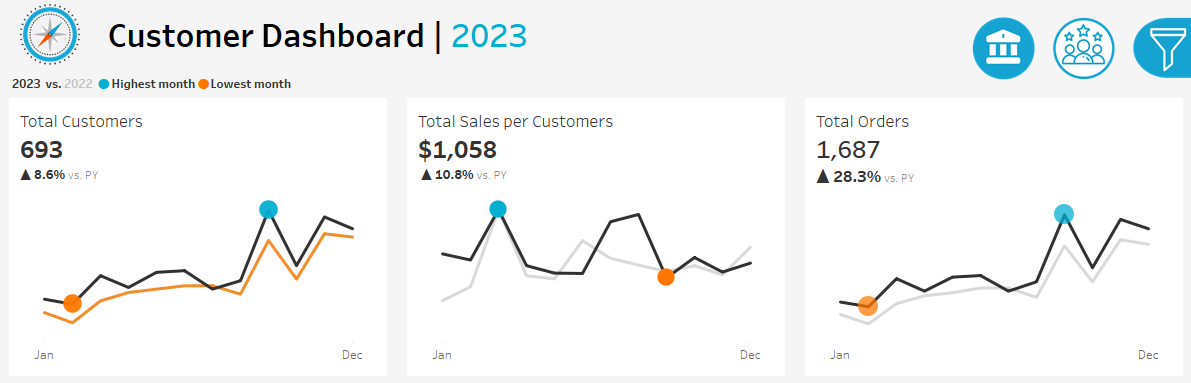 Customer Dashboard | 2023
2023 vs. 2022 Highest month Lowest month
Total Customers
693
▲ 8.6% vs. PY
Jan Dec
Total Sales per Customers
$1,058
▲ 10.8% vs. PY
Jan Dec
Total Orders
1,687
▲ 28.3% vs. PY
Jan Dec